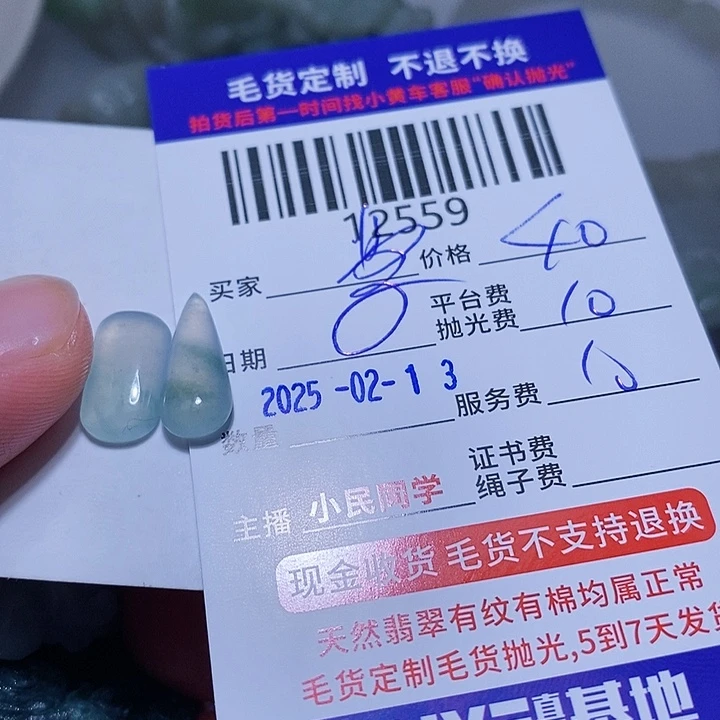 毛货定制 不退不换
拍货后第一时间找小黄车客服"确认抛光"
12559
买家
价格 40
平台费
抛光费 10
日期
2025 -02-1 3
服务费
数量
证书费
绳子费
主播 小民同学
现金收货 毛货不支持退换
天然翡翠有纹有棉均属正常
毛货定制毛货抛光,5到7天发货
基地